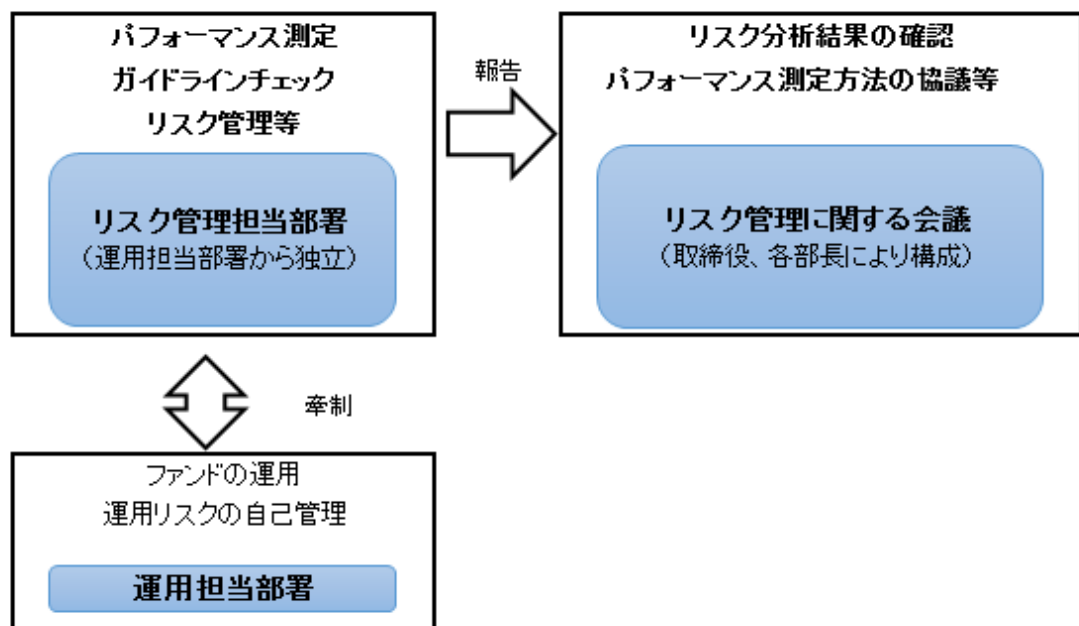 パフォーマンス測定
ガイドラインチェック
リスク管理等
リスク管理担当部署
（運用担当部署から独立）
報告
リスク分析結果の確認
パフォーマンス測定方法の協議等
リスク管理に関する会議
（取締役、各部長により構成）
牽制
ファンドの運用
運用リスクの自己管理
運用担当部署